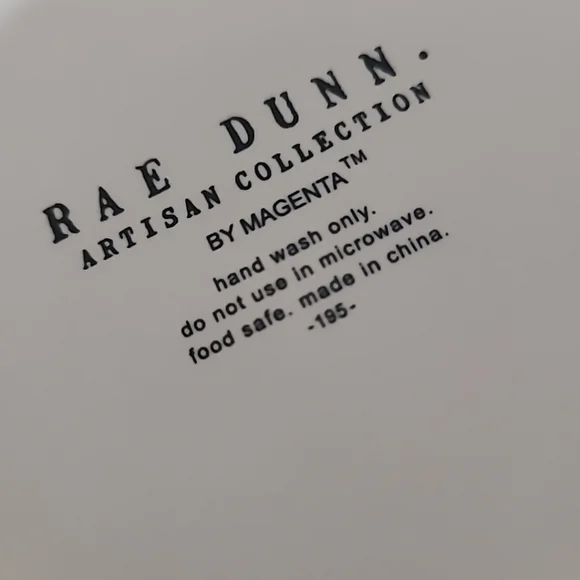 RAE DUNN.
ARTISAN COLLECTION
BY MAGENTA™
hand wash only.
do not use in microwave.
food safe. made in china.
-195-